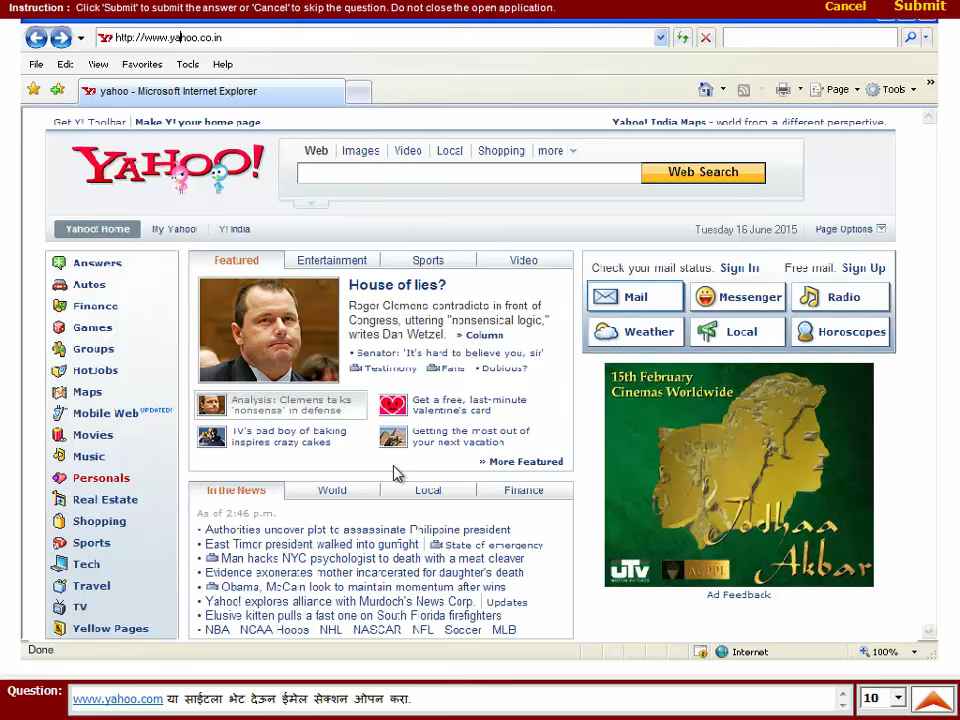 Instruction : Click 'Submit' to submit the answer or 'Cancel' to skip the question. Do not close the open application.
Cancel Submit
http://www.yahoo.co.in
File Edit View Favorites Tools Help
yahoo - Microsoft Internet Explorer
Page Tools
Get Y! Toolbar | Make Y! your home page
Yahoo! India Maps - world from a different perspective.
YAHOO!
Web Images Video Local Shopping more
Web Search
Yahoo! Home My Yahoo! Y! India
Tuesday 16 June 2015 Page Options
Answers
Autos
Finance
Games
Groups
HotJobs
Maps
Mobile Web UPDATED!
Movies
Music
Personals
Real Estate
Shopping
Sports
Tech
Travel
TV
Yellow Pages
Featured Entertainment Sports Video
House of lies?
Roger Clemens contradicts in front of
Congress, uttering "nonsensical logic,"
writes Dan Wetzel. » Column
• Senator: 'It's hard to believe you, sir'
Testimony Fans • Dubious?
Analysis: Clemens talks
'nonsense' in defense
Get a free, last-minute
Valentine's card
TV's bad boy of baking
inspires crazy cakes
Getting the most out of
your next vacation
» More Featured
In the News World Local Finance
As of 2:46 p.m.
• Authorities uncover plot to assassinate Philippine president
• East Timor president walked into gunfight State of emergency
• Man hacks NYC psychologist to death with a meat cleaver
• Evidence exonerates mother incarcerated for daughter's death
• Obama, McCain look to maintain momentum after wins
• Yahoo! explores alliance with Murdoch's News Corp. Updates
• Elusive kitten pulls a fast one on South Florida firefighters
• NBA NCAA Hoops NHL NASCAR NFL Soccer MLB
Check your mail status: Sign In Free mail: Sign Up
Mail Messenger Radio
Weather Local Horoscopes
15th February
Cinemas Worldwide
Jodhaa
Akbar
UTV
Ad Feedback
Done
Internet 100%
Question: www.yahoo.com या साईटला भेट देऊन ईमेल सेक्शन ओपन करा.
10